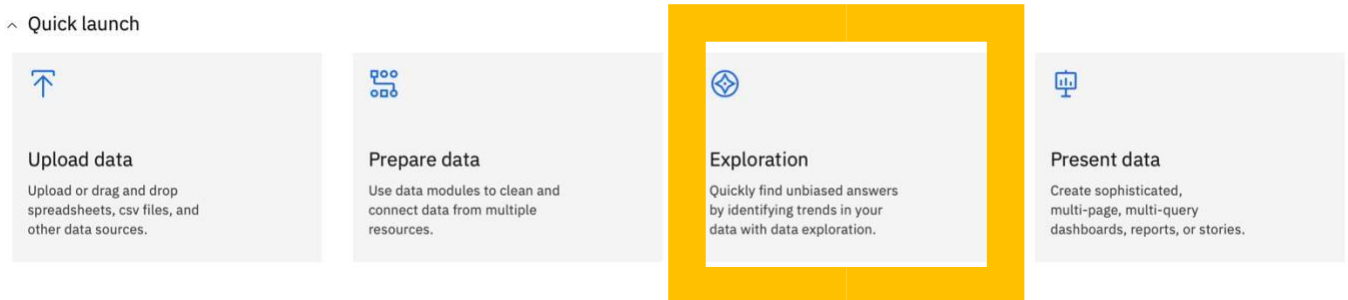 Quick launch
Upload data
Upload or drag and drop
spreadsheets, csv files, and
other data sources.
Prepare data
Use data modules to clean and
connect data from multiple
resources.
Exploration
Quickly find unbiased answers
by identifying trends in your
data with data exploration.
Present data
Create sophisticated,
multi-page, multi-query
dashboards, reports, or stories.